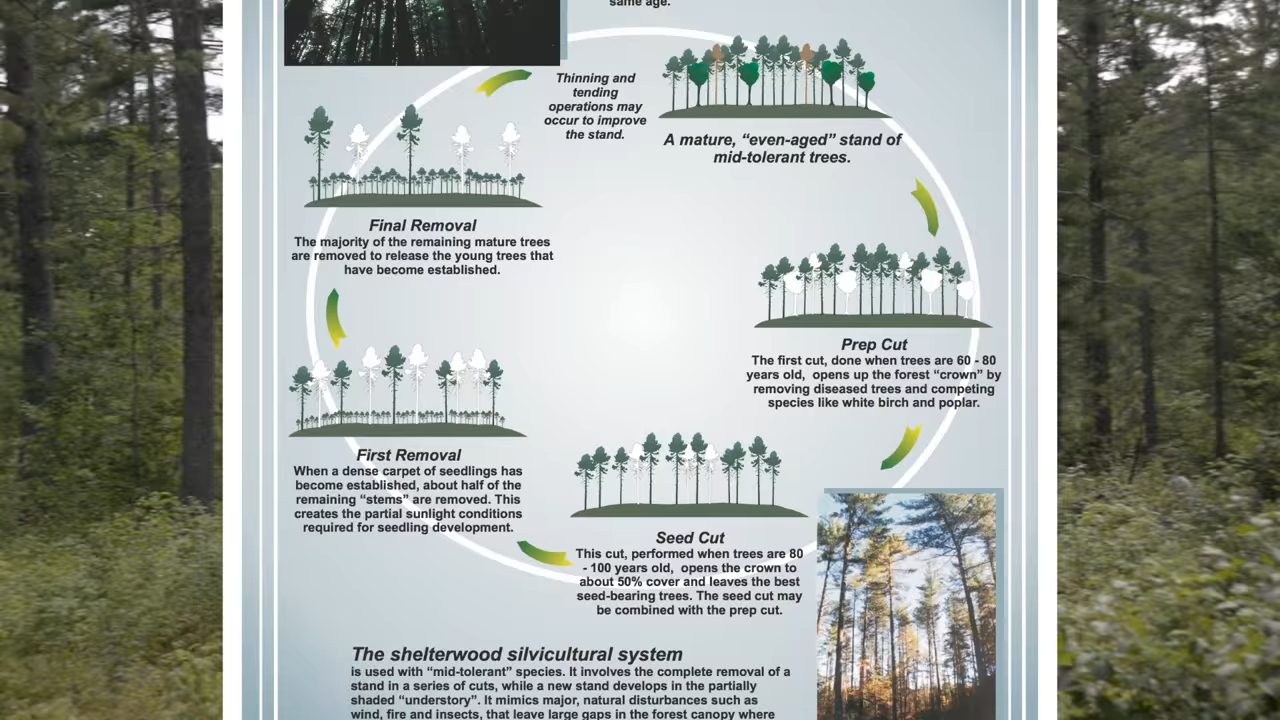 same age.
Thinning and
tending
operations may
occur to improve
the stand.
A mature, “even-aged” stand of
mid-tolerant trees.
Final Removal
The majority of the remaining mature trees
are removed to release the young trees that
have become established.
Prep Cut
The first cut, done when trees are 60 - 80
years old, opens up the forest “crown” by
removing diseased trees and competing
species like white birch and poplar.
First Removal
When a dense carpet of seedlings has
become established, about half of the
remaining “stems” are removed. This
creates the partial sunlight conditions
required for seedling development.
Seed Cut
This cut, performed when trees are 80
- 100 years old, opens the crown to
about 50% cover and leaves the best
seed-bearing trees. The seed cut may
be combined with the prep cut.
The shelterwood silvicultural system
is used with “mid-tolerant” species. It involves the complete removal of a
stand in a series of cuts, while a new stand develops in the partially
shaded “understory”. It mimics major, natural disturbances such as
wind, fire and insects, that leave large gaps in the forest canopy where